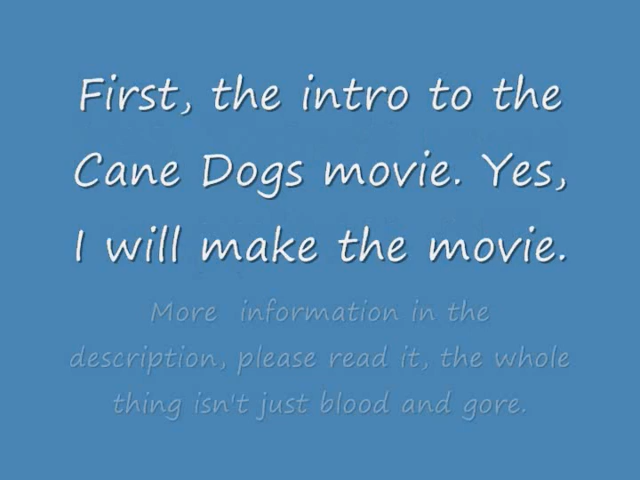 First, the intro to the
Cane Dogs movie. Yes,
I will make the movie.
More information in the
description, please read it, the whole
thing isn't just blood and gore.